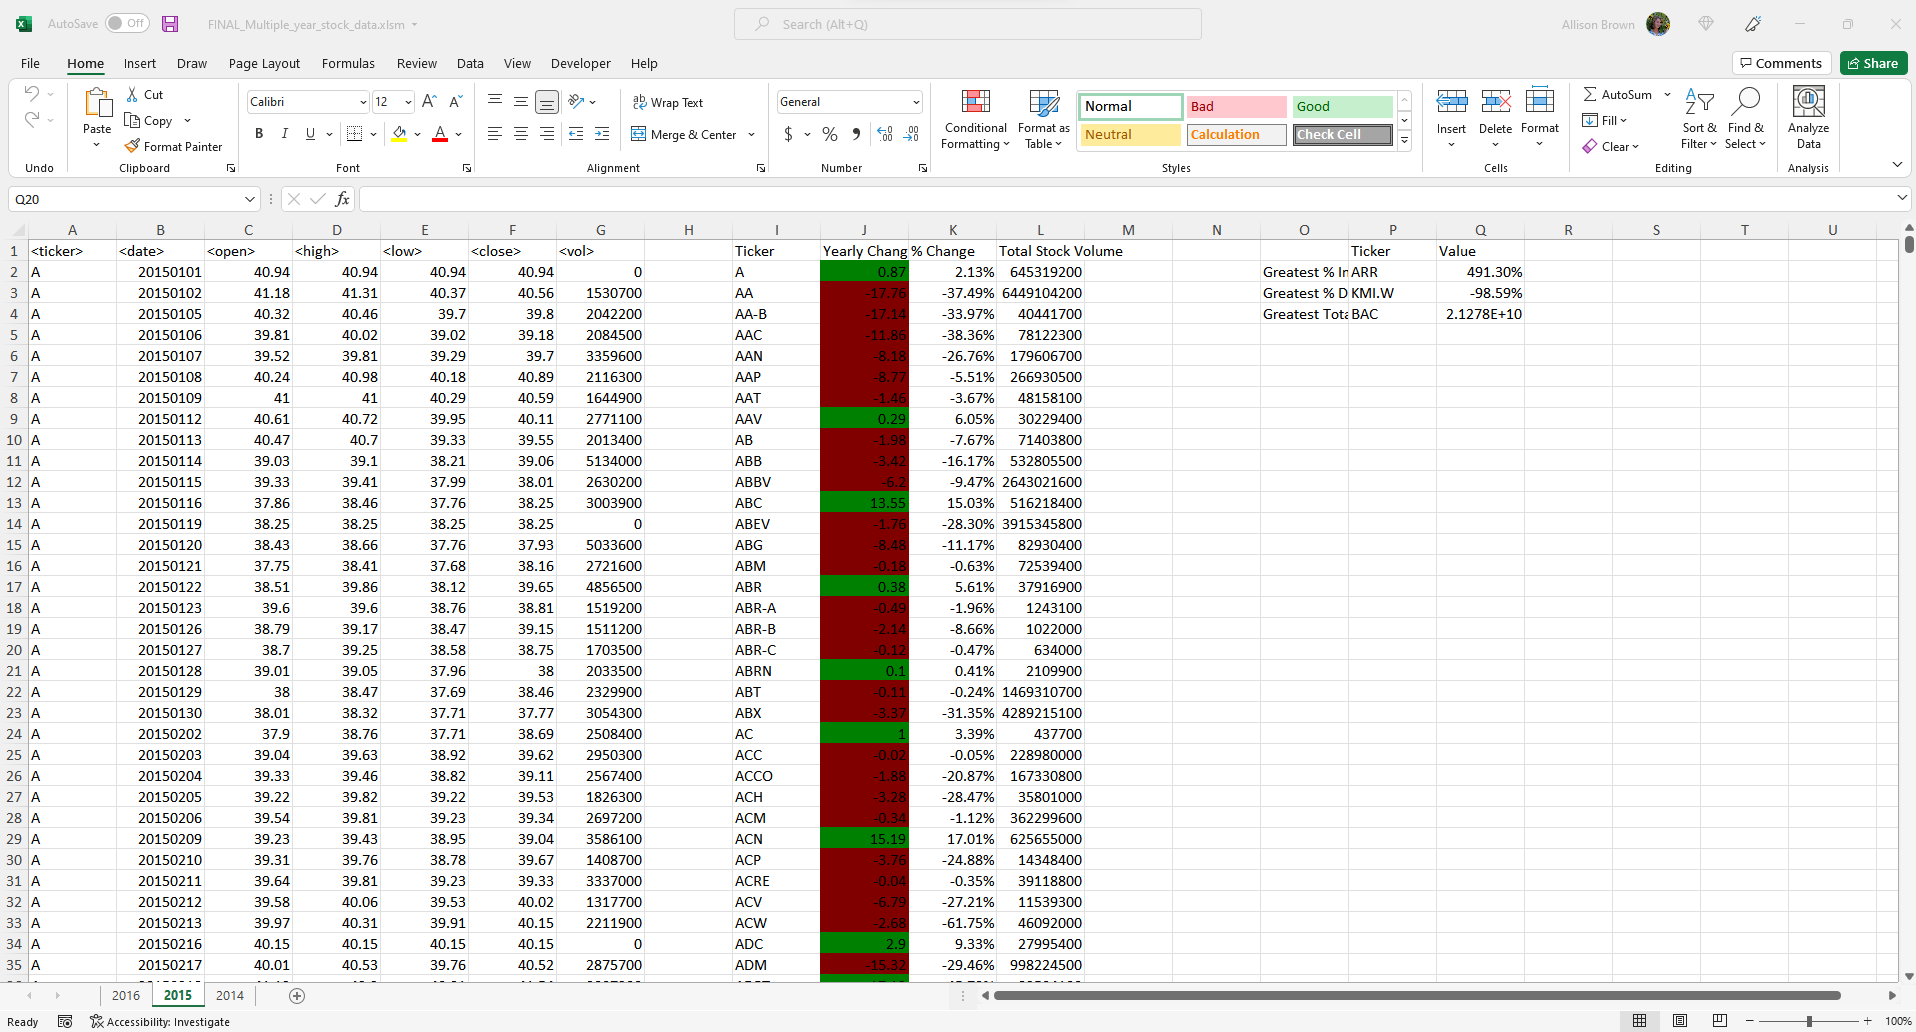 AutoSave Off FINAL_Multiple_year_stock_data.xlsm Search (Alt+Q) Allison Brown
File Home Insert Draw Page Layout Formulas Review Data View Developer Help Comments Share
Undo
Paste
Cut
Copy
Format Painter
Clipboard
Calibri 12
B I U A
Font
Wrap Text
Merge & Center
Alignment
General
$ % ,
Number
Conditional Formatting
Format as Table
Normal Bad Good
Neutral Calculation Check Cell
Styles
Insert Delete Format
Cells
AutoSum
Fill
Clear
Sort & Filter
Find & Select
Editing
Analyze Data
Analysis
Q20 fx
A B C D E F G H I J K L M N O P Q R S T U
1 <ticker> <date> <open> <high> <low> <close> <vol> Ticker Yearly Chang % Change Total Stock Volume Ticker Value
2 A 20150101 40.94 40.94 40.94 40.94 0 A 0.87 2.13% 645319200 Greatest % In ARR 491.30%
3 A 20150102 41.18 41.31 40.37 40.56 1530700 AA -17.76 -37.49% 6449104200 Greatest % D KMI.W -98.59%
4 A 20150105 40.32 40.46 39.7 39.8 2042200 AA-B -17.14 -33.97% 40441700 Greatest Tota BAC 2.1278E+10
5 A 20150106 39.81 40.02 39.02 39.18 2084500 AAC -11.86 -38.36% 78122300
6 A 20150107 39.52 39.81 39.29 39.7 3359600 AAN -8.18 -26.76% 179606700
7 A 20150108 40.24 40.98 40.18 40.89 2116300 AAP -8.77 -5.51% 266930500
8 A 20150109 41 41 40.29 40.59 1644900 AAT -1.46 -3.67% 48158100
9 A 20150112 40.61 40.72 39.95 40.11 2771100 AAV 0.29 6.05% 30229400
10 A 20150113 40.47 40.7 39.33 39.55 2013400 AB -1.98 -7.67% 71403800
11 A 20150114 39.03 39.1 38.21 39.06 5134000 ABB -3.42 -16.17% 532805500
12 A 20150115 39.33 39.41 37.99 38.01 2630200 ABBV -6.2 -9.47% 2643021600
13 A 20150116 37.86 38.46 37.76 38.25 3003900 ABC 13.55 15.03% 516218400
14 A 20150119 38.25 38.25 38.25 38.25 0 ABEV -1.76 -28.30% 3915345800
15 A 20150120 38.43 38.66 37.76 37.93 5033600 ABG -8.48 -11.17% 82930400
16 A 20150121 37.75 38.41 37.68 38.16 2721600 ABM -0.18 -0.63% 72539400
17 A 20150122 38.51 39.86 38.12 39.65 4856500 ABR 0.38 5.61% 37916900
18 A 20150123 39.6 39.6 38.76 38.81 1519200 ABR-A -0.49 -1.96% 1243100
19 A 20150126 38.79 39.17 38.47 39.15 1511200 ABR-B -2.14 -8.66% 1022000
20 A 20150127 38.7 39.25 38.58 38.75 1703500 ABR-C -0.12 -0.47% 634000
21 A 20150128 39.01 39.05 37.96 38 2033500 ABRN 0.1 0.41% 2109900
22 A 20150129 38 38.47 37.69 38.46 2329900 ABT -0.11 -0.24% 1469310700
23 A 20150130 38.01 38.32 37.71 37.77 3054300 ABX -3.37 -31.35% 4289215100
24 A 20150202 37.9 38.76 37.71 38.69 2508400 AC 1 3.39% 437700
25 A 20150203 39.04 39.63 38.92 39.62 2950300 ACC -0.02 -0.05% 228980000
26 A 20150204 39.33 39.46 38.82 39.11 2567400 ACCO -1.88 -20.87% 167330800
27 A 20150205 39.22 39.82 39.22 39.53 1826300 ACH -3.28 -28.47% 35801000
28 A 20150206 39.54 39.81 39.23 39.34 2697200 ACM -0.34 -1.12% 362299600
29 A 20150209 39.23 39.43 38.95 39.04 3586100 ACN 15.19 17.01% 625655000
30 A 20150210 39.31 39.76 38.78 39.67 1408700 ACP -3.76 -24.88% 14348400
31 A 20150211 39.64 39.81 39.23 39.33 3337000 ACRE -0.04 -0.35% 39118800
32 A 20150212 39.58 40.06 39.53 40.02 1317700 ACV -6.79 -27.21% 11539300
33 A 20150213 39.97 40.31 39.91 40.15 2211900 ACW -2.68 -61.75% 46092000
34 A 20150216 40.15 40.15 40.15 40.15 0 ADC 2.9 9.33% 27995400
35 A 20150217 40.01 40.53 39.76 40.52 2875700 ADM -15.32 -29.46% 998224500
2016 2015 2014
Ready Accessibility: Investigate 100%